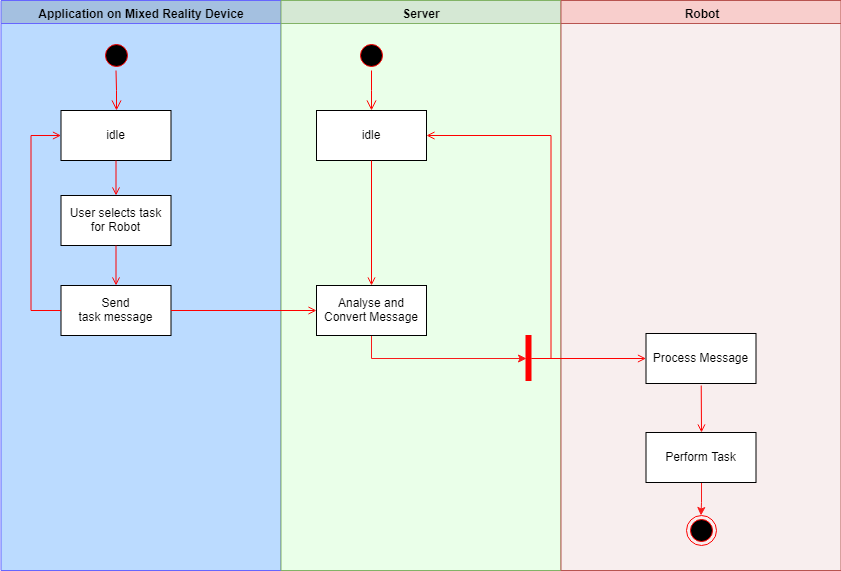 Application on Mixed Reality Device
Server
Robot
idle
idle
User selects task
for Robot
Send
task message
Analyse and
Convert Message
Process Message
Perform Task